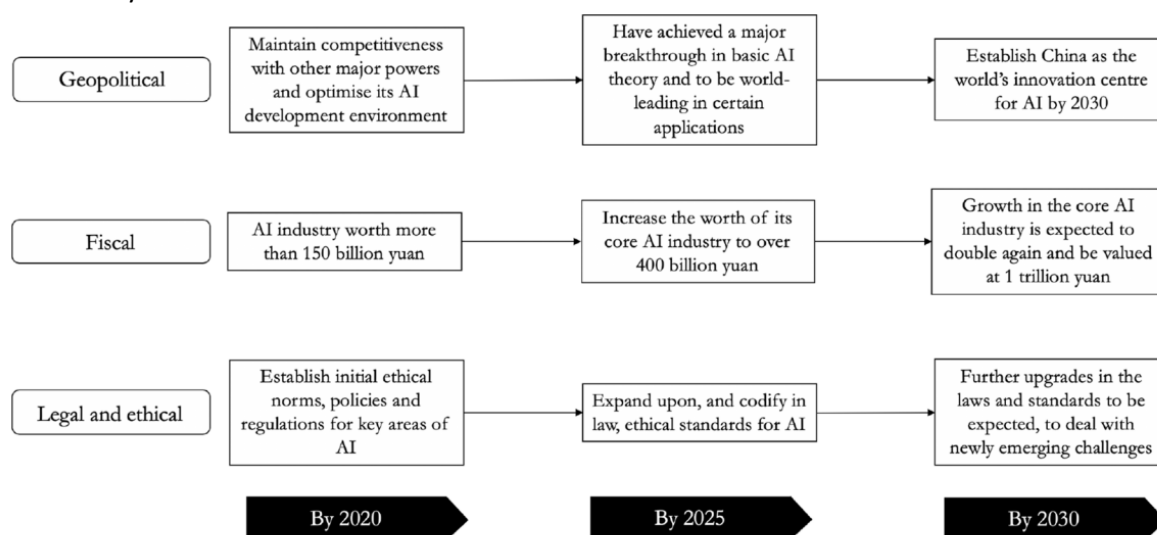 Geopolitical
Maintain competitiveness
with other major powers
and optimise its AI
development environment
Have achieved a major
breakthrough in basic AI
theory and to be world-
leading in certain
applications
Establish China as the
world's innovation centre
for AI by 2030
Fiscal
AI industry worth more
than 150 billion yuan
Increase the worth of its
core AI industry to over
400 billion yuan
Growth in the core AI
industry is expected to
double again and be valued
at 1 trillion yuan
Legal and ethical
Establish initial ethical
norms, policies and
regulations for key areas of
AI
Expand upon, and codify in
law, ethical standards for AI
Further upgrades in the
laws and standards to be
expected, to deal with
newly emerging challenges
By 2020
By 2025
By 2030